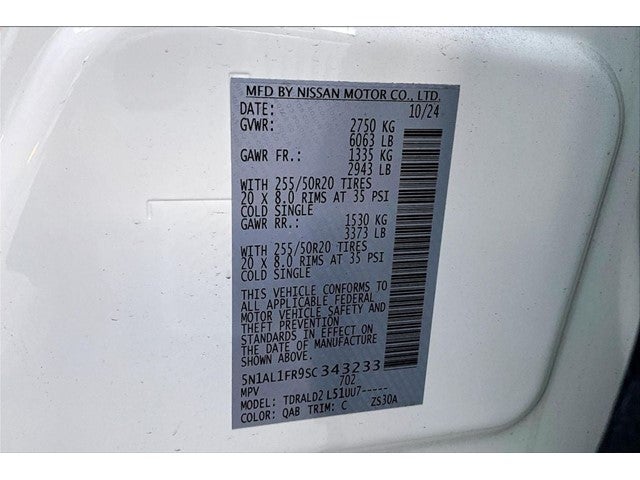 MFD BY NISSAN MOTOR CO., LTD.
DATE: 10/24
GVWR: 2750 KG
6063 LB
GAWR FR.: 1335 KG
2943 LB
WITH 255/50R20 TIRES
20 X 8.0 RIMS AT 35 PSI
COLD SINGLE
GAWR RR.: 1530 KG
3373 LB
WITH 255/50R20 TIRES
20 X 8.0 RIMS AT 35 PSI
COLD SINGLE
THIS VEHICLE CONFORMS TO
ALL APPLICABLE FEDERAL
MOTOR VEHICLE SAFETY AND
THEFT PREVENTION
STANDARDS IN EFFECT ON
THE DATE OF MANUFACTURE
SHOWN ABOVE.
5N1AL1FR9SC343233
MPV 702
MODEL: TDRALD2 L51UU7-----
COLOR: QAB TRIM: C ZS30A